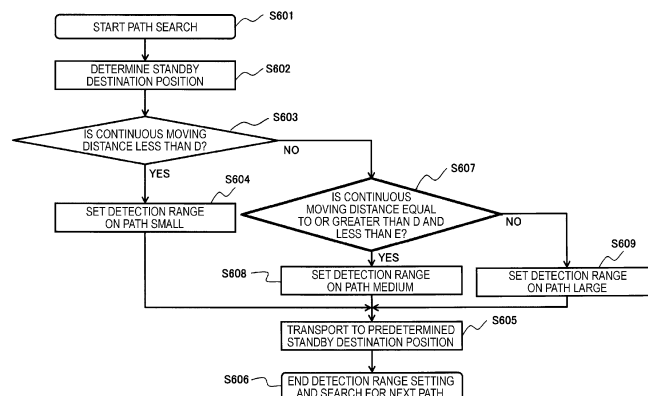 START PATH SEARCH
S601
DETERMINE STANDBY
DESTINATION POSITION
S602
IS CONTINUOUS MOVING
DISTANCE LESS THAN D?
S603
NO
YES
S604
SET DETECTION RANGE
ON PATH SMALL
S607
IS CONTINUOUS
MOVING DISTANCE EQUAL
TO OR GREATER THAN D AND
LESS THAN E?
NO
YES
S608
SET DETECTION RANGE
ON PATH MEDIUM
S609
SET DETECTION RANGE
ON PATH LARGE
TRANSPORT TO PREDETERMINED
STANDBY DESTINATION POSITION
S605
S606
END DETECTION RANGE SETTING
AND SEARCH FOR NEXT PATH